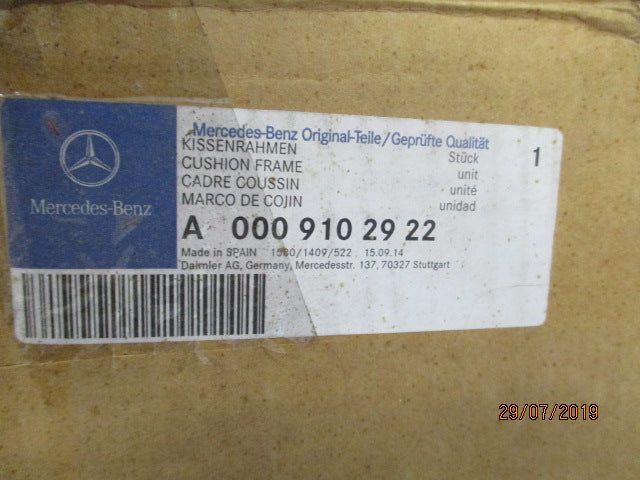 Mercedes-Benz
Mercedes-Benz Original-Teile/Geprüfte Qualität
KISSENRAHMEN Stück 1
CUSHION FRAME unit
CADRE COUSSIN unité
MARCO DE COJIN unidad
A 000 910 29 22
Made in SPAIN 1580/1409/522 15.09.14
Daimler AG, Germany, Mercedesstr. 137, 70327 Stuttgart
29/07/2019